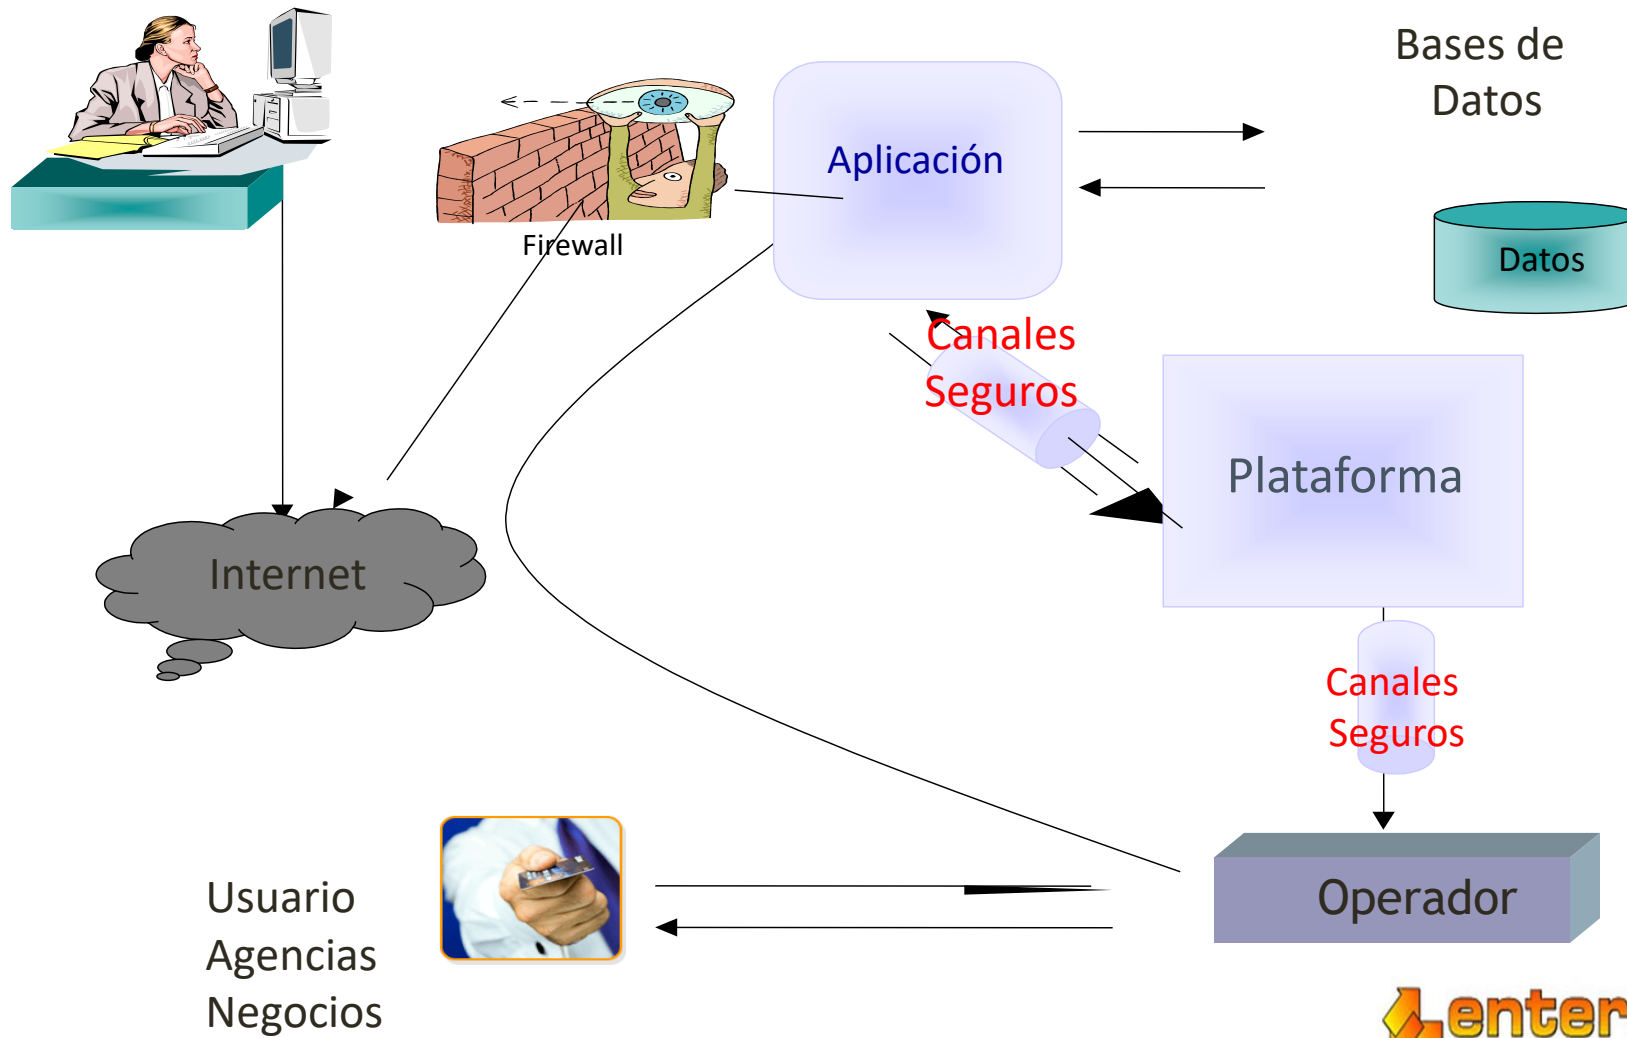 Bases de
Datos
Aplicación
Firewall
Datos
Canales
Seguros
Plataforma
Internet
Canales
Seguros
Operador
Usuario
Agencias
Negocios
enter